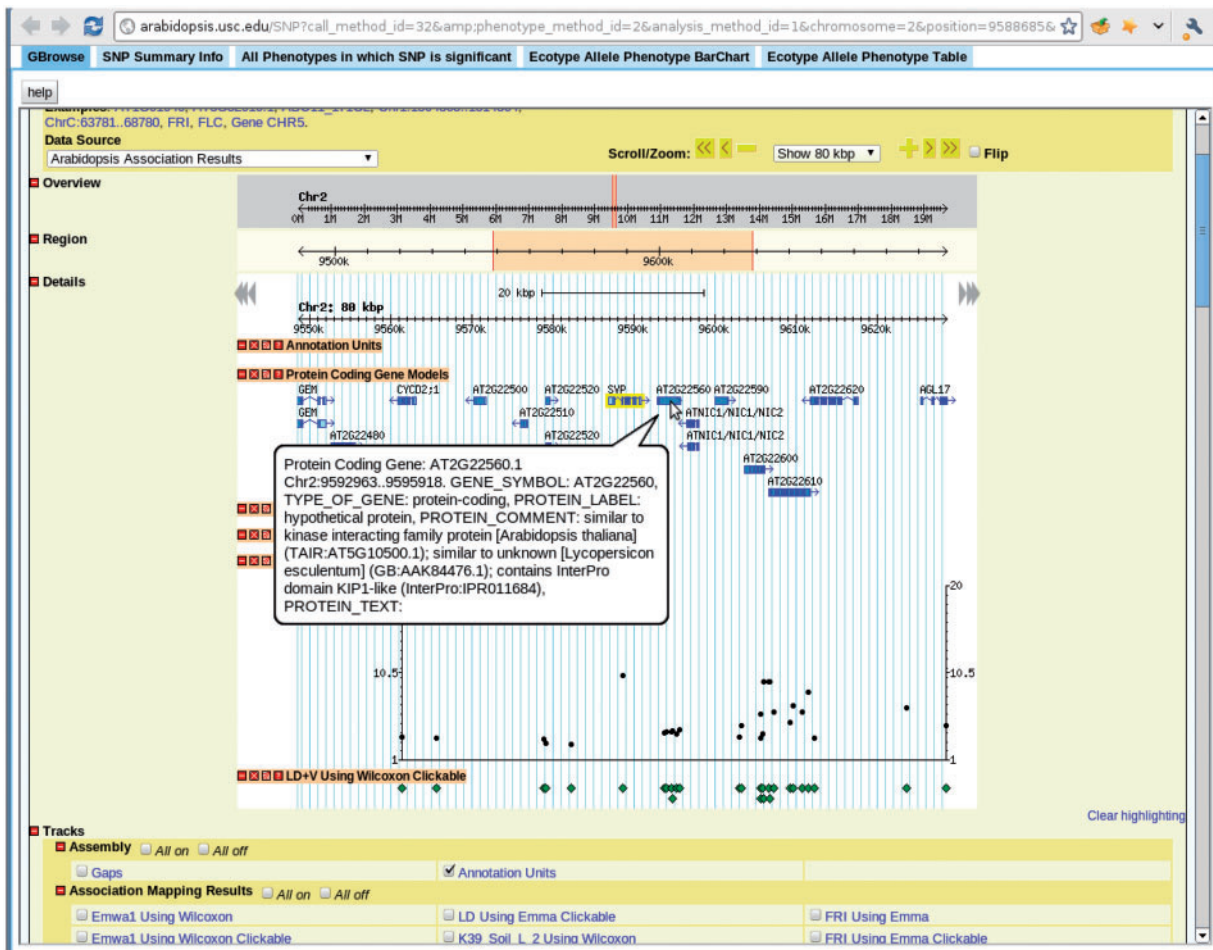 arabidopsis.usc.edu/SNP?call_method_id=32&amp;phenotype_method_id=2&analysis_method_id=1&chromosome=2&position=9588685&
GBrowse SNP Summary Info All Phenotypes in which SNP is significant Ecotype Allele Phenotype BarChart Ecotype Allele Phenotype Table
help
ChrC:63781..68780, FRI, FLC, Gene CHR5.
Data Source
Arabidopsis Association Results
Scroll/Zoom: << < − Show 80 kbp + > >> Flip
Overview
Chr2
0M 1M 2M 3M 4M 5M 6M 7M 8M 9M 10M 11M 12M 13M 14M 15M 16M 17M 18M 19M
Region
9500k 9600k
Details
20 kbp
Chr2: 80 kbp
9550k 9560k 9570k 9580k 9590k 9600k 9610k 9620k
Annotation Units
Protein Coding Gene Models
GEM CYCD2;1 AT2G22500 AT2G22520 SVP AT2G22560 AT2G22590 AT2G22620 AGL17
GEM AT2G22510 ATNIC1/NIC1/NIC2
AT2G22480 AT2G22520 ATNIC1/NIC1/NIC2
AT2G22600
AT2G22610
Protein Coding Gene: AT2G22560.1
Chr2:9592963..9595918. GENE_SYMBOL: AT2G22560,
TYPE_OF_GENE: protein-coding, PROTEIN_LABEL:
hypothetical protein, PROTEIN_COMMENT: similar to
kinase interacting family protein [Arabidopsis thaliana]
(TAIR:AT5G10500.1); similar to unknown [Lycopersicon
esculentum] (GB:AAK84476.1); contains InterPro
domain KIP1-like (InterPro:IPR011684),
PROTEIN_TEXT:
20
10.5 10.5
1 1
LD+V Using Wilcoxon Clickable
Clear highlighting
Tracks
Assembly All on All off
Gaps Annotation Units
Association Mapping Results All on All off
Emwa1 Using Wilcoxon LD Using Emma Clickable FRI Using Emma
Emwa1 Using Wilcoxon Clickable K39_Soil_L_2 Using Wilcoxon FRI Using Emma Clickable